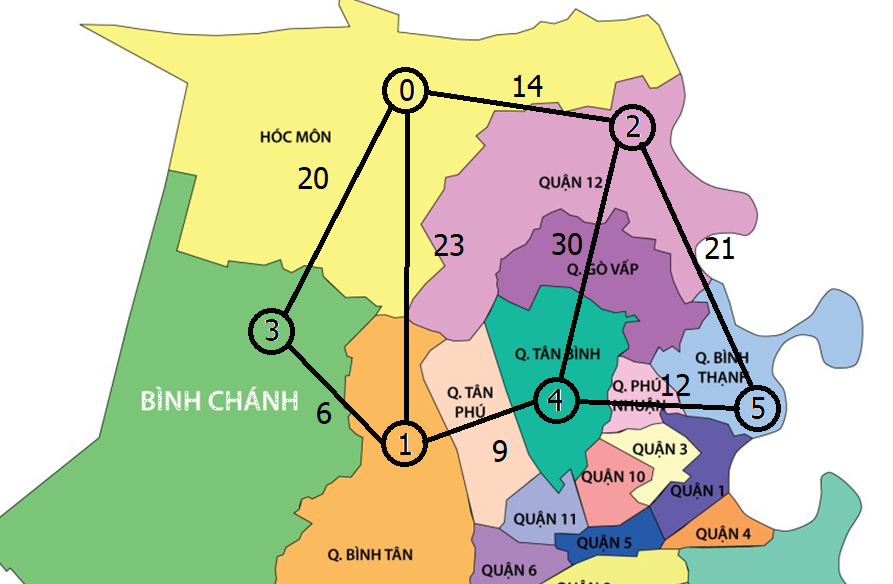 0
14
2
HÓC MÔN
20
QUẬN 12
23
30
21
Q. GÒ VẤP
3
Q. TÂN BÌNH
Q. BÌNH
THẠNH
BÌNH CHÁNH
6
Q. TÂN
PHÚ
Q. PHÚ
NHUẬN
12
4
5
1
9
QUẬN 3
QUẬN 10
QUẬN 1
QUẬN 11
QUẬN 4
QUẬN 5
Q. BÌNH TÂN
QUẬN 6